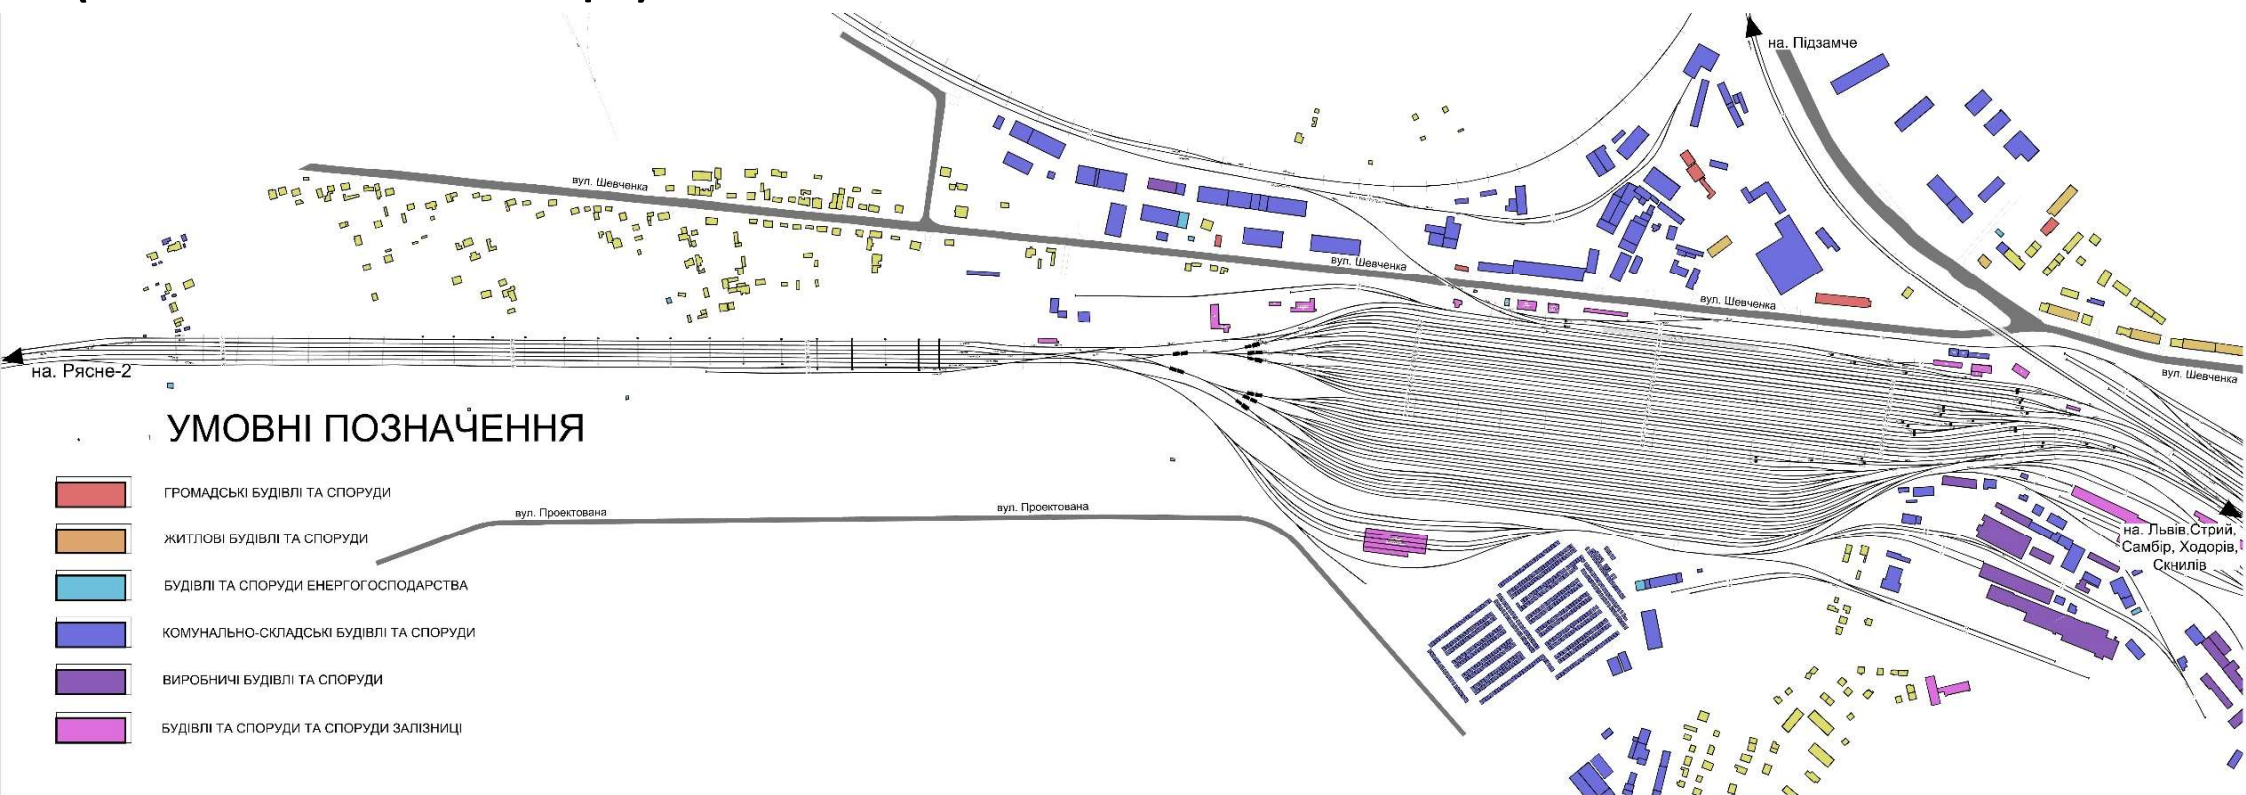 на. Підзамче
вул. Шевченка
вул. Шевченка
вул. Шевченка
на. Рясне-2
вул. Шевченка
УМОВНІ ПОЗНАЧЕННЯ
ГРОМАДСЬКІ БУДІВЛІ ТА СПОРУДИ
вул. Проектована
вул. Проектована
на. Львів,Стрий,
Самбір, Ходорів,
Скнилів
ЖИТЛОВІ БУДІВЛІ ТА СПОРУДИ
БУДІВЛІ ТА СПОРУДИ ЕНЕРГОГОСПОДАРСТВА
КОМУНАЛЬНО-СКЛАДСЬКІ БУДІВЛІ ТА СПОРУДИ
ВИРОБНИЧІ БУДІВЛІ ТА СПОРУДИ
БУДІВЛІ ТА СПОРУДИ ТА СПОРУДИ ЗАЛІЗНИЦІ